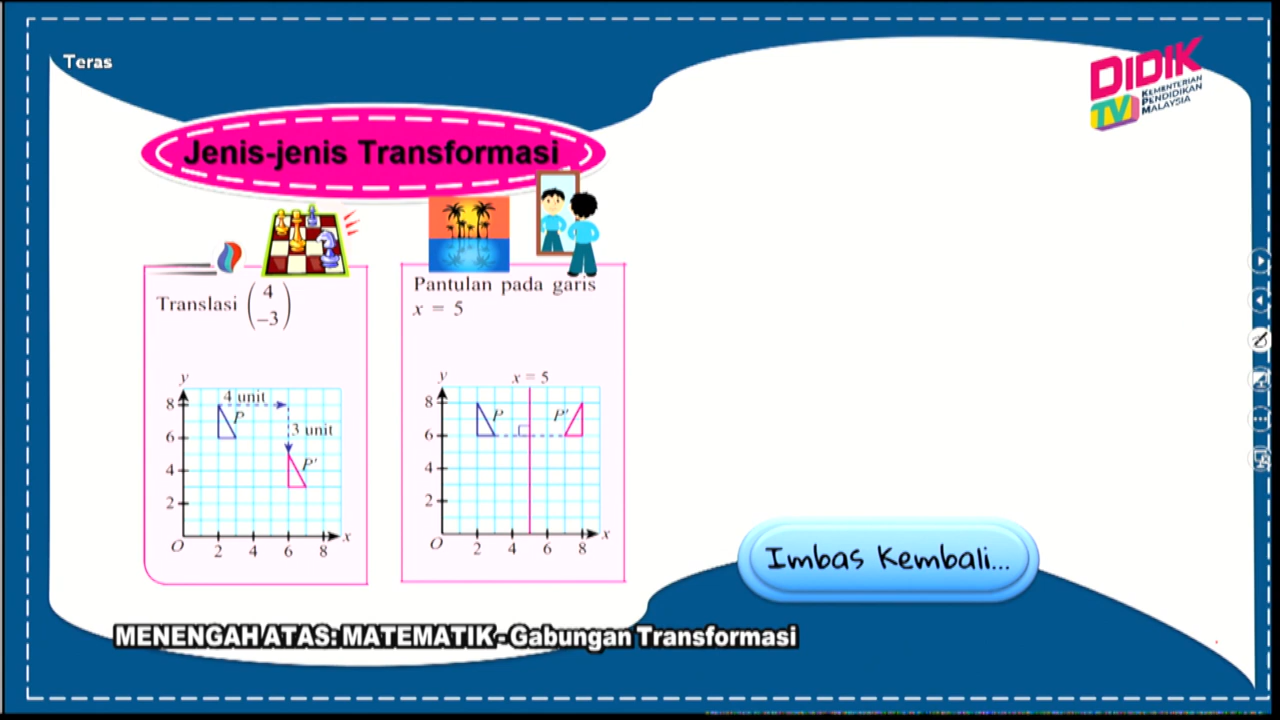 Teras
DIDIK
TV
KEMENTERIAN
PENDIDIKAN
MALAYSIA
Jenis-jenis Transformasi
Translasi (4
−3)
y
8
6
4
2
O
2 4 6 8 x
4 unit
P
3 unit
P'
Pantulan pada garis
x = 5
y
x = 5
8
6
4
2
O
2 4 6 8 x
P P'
Imbas Kembali...
MENENGAH ATAS: MATEMATIK - Gabungan Transformasi